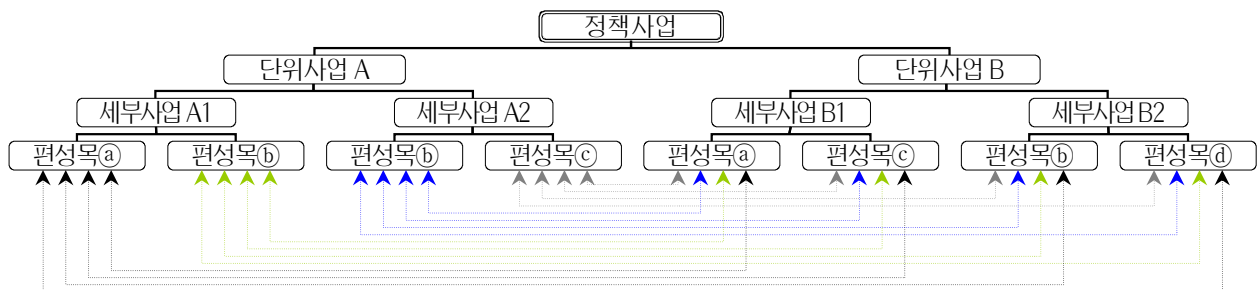 정책사업
단위사업 A
단위사업 B
세부사업 A1
세부사업 A2
세부사업 B1
세부사업 B2
편성목ⓐ
편성목ⓑ
편성목ⓑ
편성목ⓒ
편성목ⓐ
편성목ⓒ
편성목ⓑ
편성목ⓓ